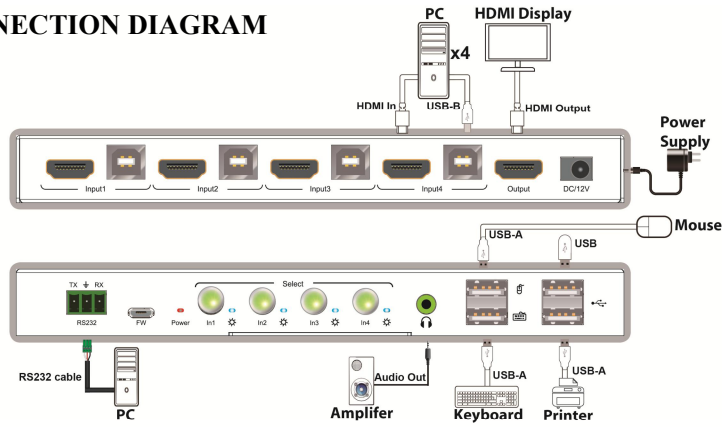 NECTION DIAGRAM
PC
HDMI Display
x4
HDMI In
USB-B
HDMI Output
Power
Supply
Input1
Input2
Input3
Input4
Output
DC/12V
USB-A
Mouse
USB
TX RX
Select
RS232
FW
Power
In1
In2
In3
In4
RS232 cable
Audio Out
USB-A
USB-A
PC
Amplifer
Keyboard
Printer